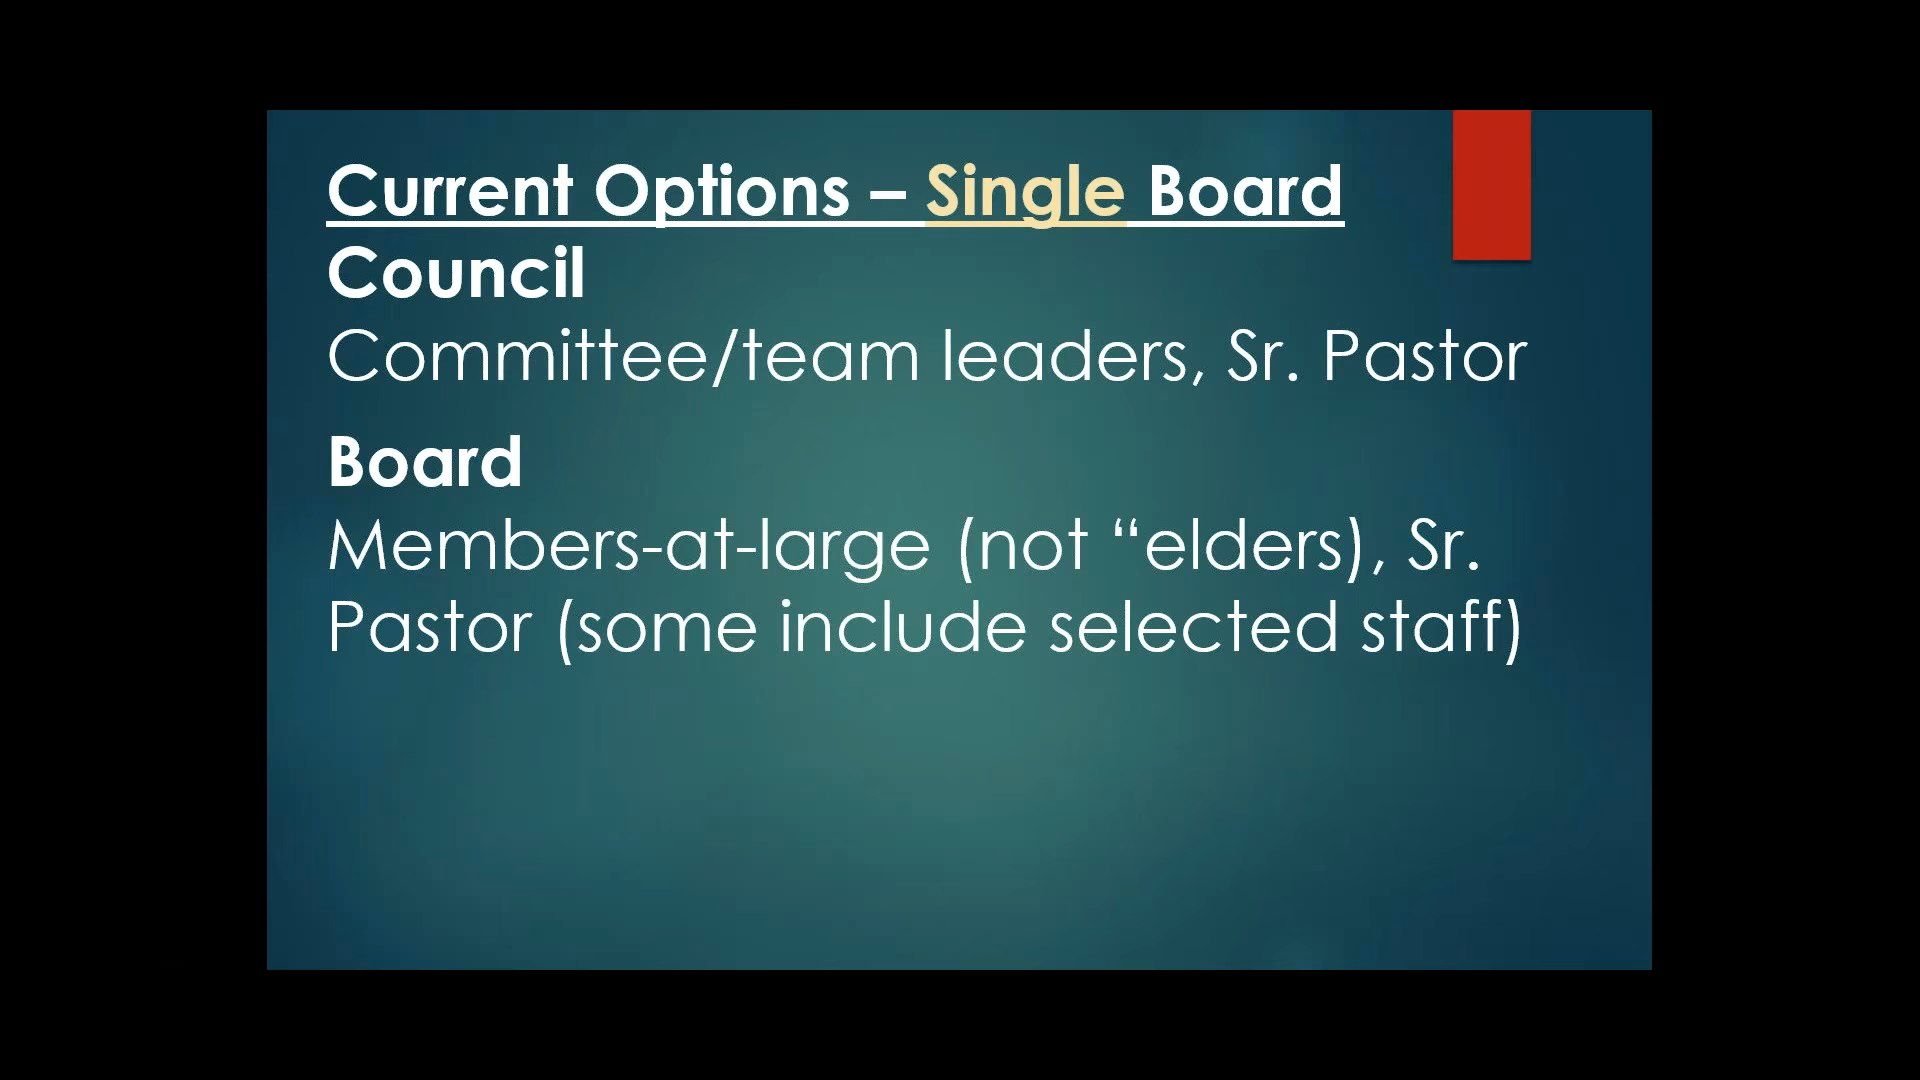 Current Options – Single Board
Council
Committee/team leaders, Sr. Pastor
Board
Members-at-large (not “elders), Sr.
Pastor (some include selected staff)